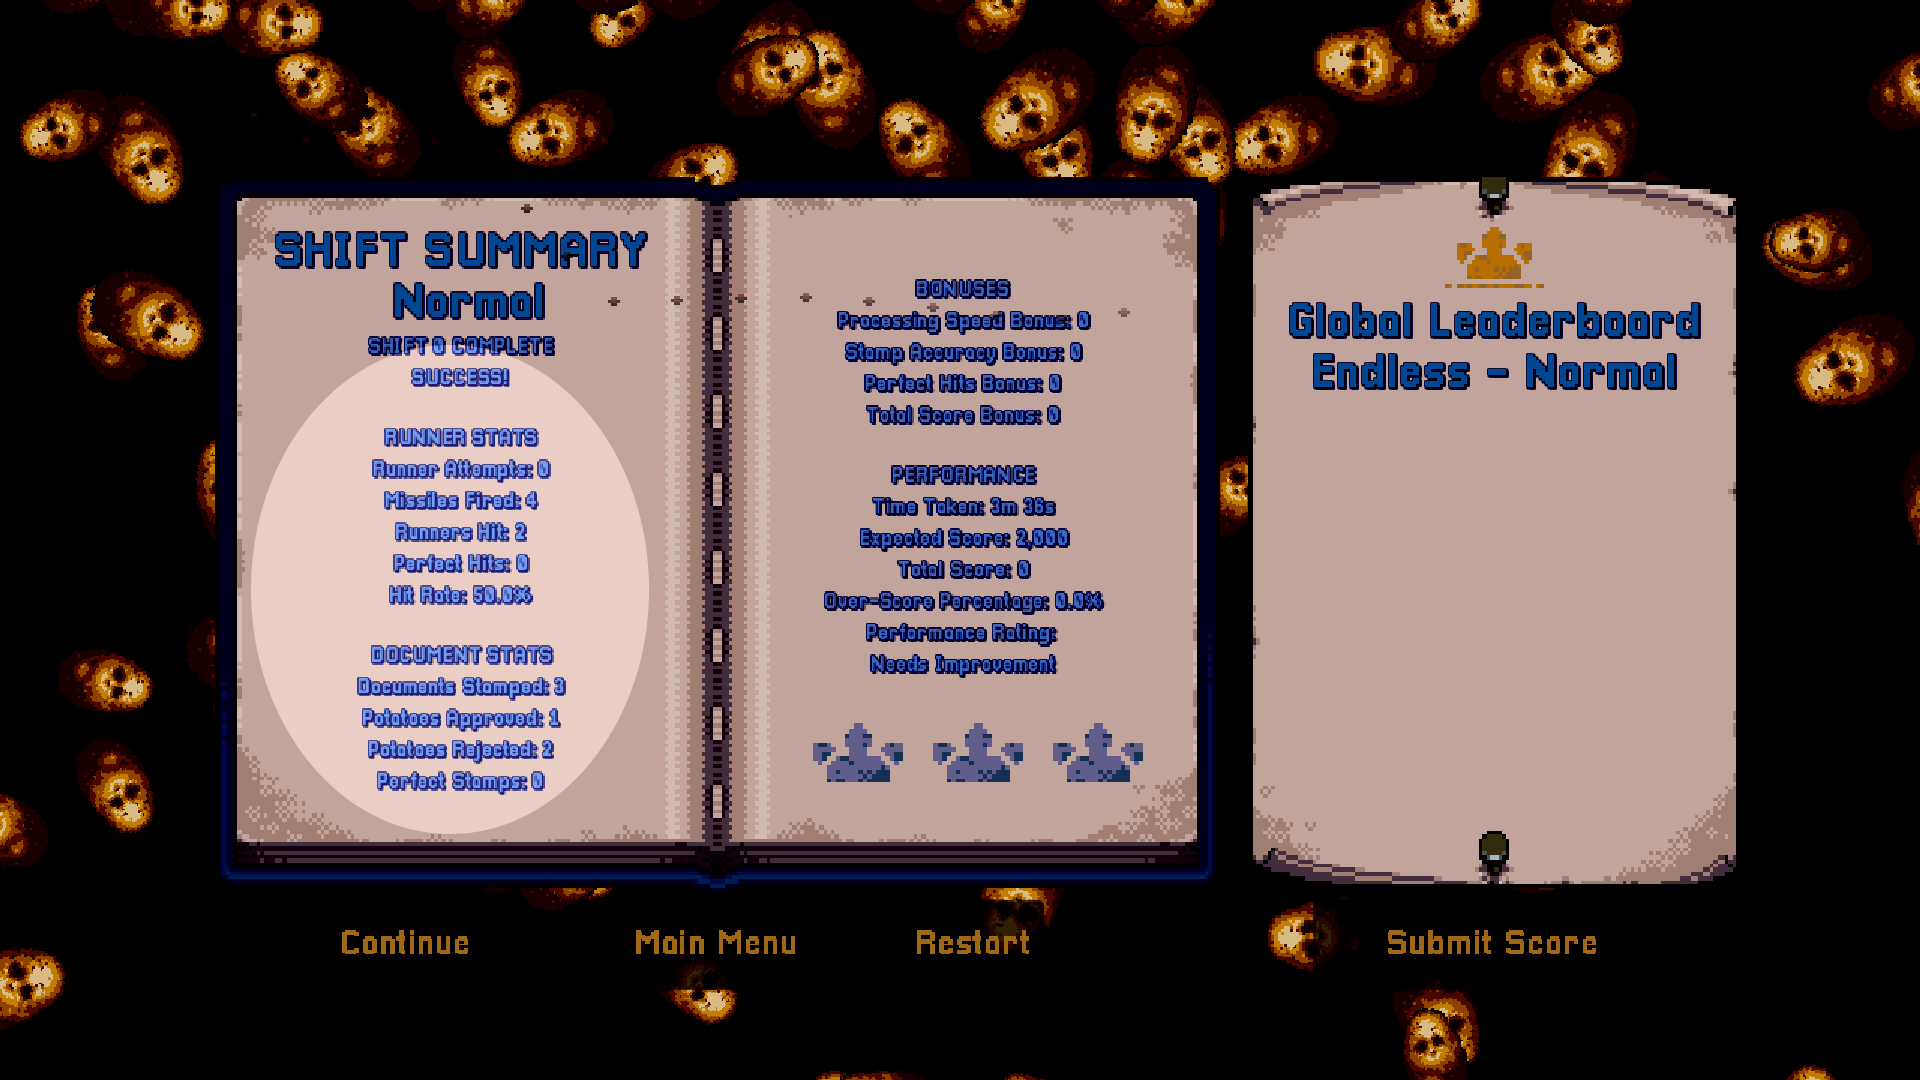 SHIFT SUMMARY
Normal
SHIFT 0 COMPLETE
SUCCESS!
RUNNER STATS
Runner Attempts: 0
Missiles Fired: 4
Runners Hit: 2
Perfect Hits: 0
Hit Rate: 50.0%
DOCUMENT STATS
Documents Stamped: 3
Potatoes Approved: 1
Potatoes Rejected: 2
Perfect Stamps: 0
BONUSES
Processing Speed Bonus: 0
Stamp Accuracy Bonus: 0
Perfect Hits Bonus: 0
Total Score Bonus: 0
PERFORMANCE
Time Taken: 3m 36s
Expected Score: 2,000
Total Score: 0
Over-Score Percentage: 0.0%
Performance Rating:
Needs Improvement
Global Leaderboard
Endless - Normal
Continue
Main Menu
Restart
Submit Score